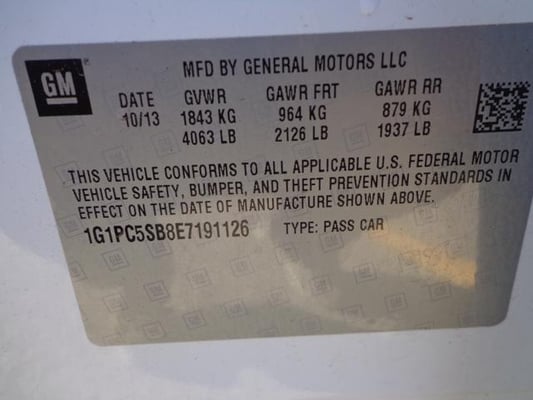 GM
MFD BY GENERAL MOTORS LLC
DATE GVWR GAWR FRT GAWR RR
10/13 1843 KG 964 KG 879 KG
4063 LB 2126 LB 1937 LB
THIS VEHICLE CONFORMS TO ALL APPLICABLE U.S. FEDERAL MOTOR
VEHICLE SAFETY, BUMPER, AND THEFT PREVENTION STANDARDS IN
EFFECT ON THE DATE OF MANUFACTURE SHOWN ABOVE.
1G1PC5SB8E7191126 TYPE: PASS CAR